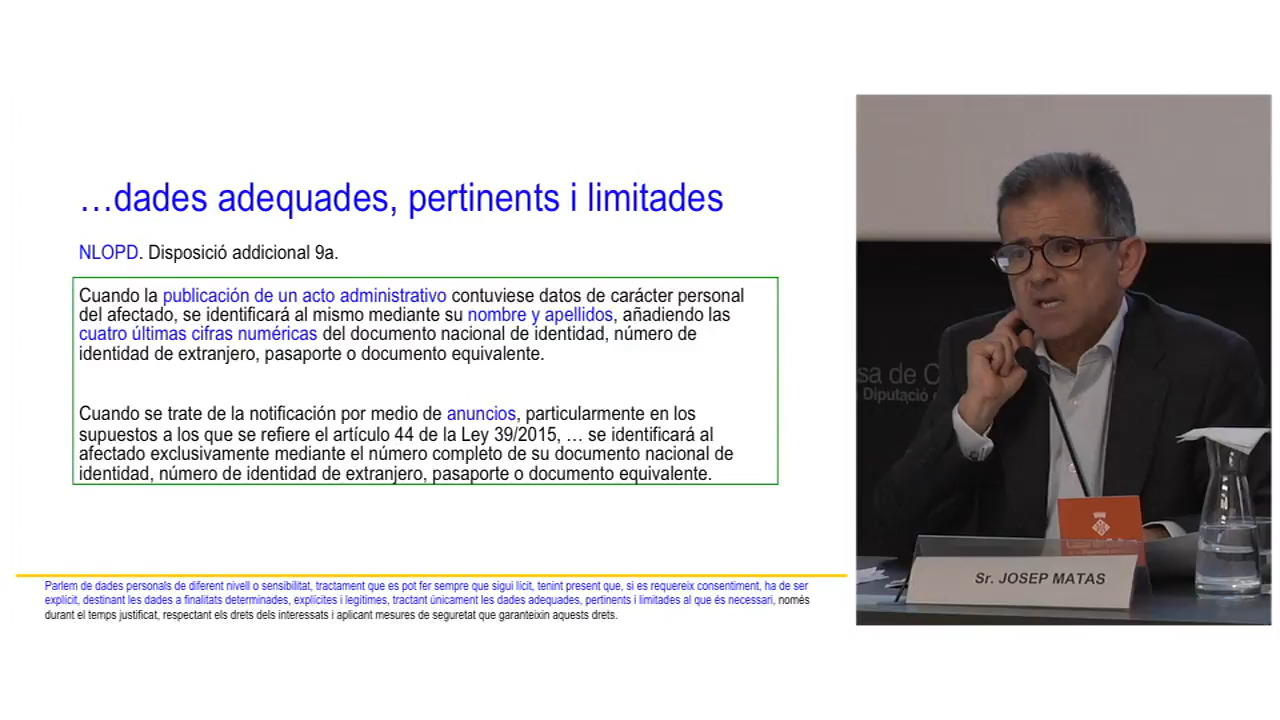 …dades adequades, pertinents i limitades
NLOPD. Disposició addicional 9a.
Cuando la publicación de un acto administrativo contuviese datos de carácter personal
del afectado, se identificará al mismo mediante su nombre y apellidos, añadiendo las
cuatro últimas cifras numéricas del documento nacional de identidad, número de
identidad de extranjero, pasaporte o documento equivalente.
Cuando se trate de la notificación por medio de anuncios, particularmente en los
supuestos a los que se refiere el artículo 44 de la Ley 39/2015, … se identificará al
afectado exclusivamente mediante el número completo de su documento nacional de
identidad, número de identidad de extranjero, pasaporte o documento equivalente.
Parlem de dades personals de diferent nivell o sensibilitat, tractament que es pot fer sempre que sigui lícit, tenint present que, si es requereix consentiment, ha de ser
explícit, destinant les dades a finalitats determinades, explícites i legítimes, tractant únicament les dades adequades, pertinents i limitades al que és necessari, només
durant el temps justificat, respectant els drets dels interessats i aplicant mesures de seguretat que garanteixin aquests drets.
sa de C
Diputació
Sr. JOSEP MATAS